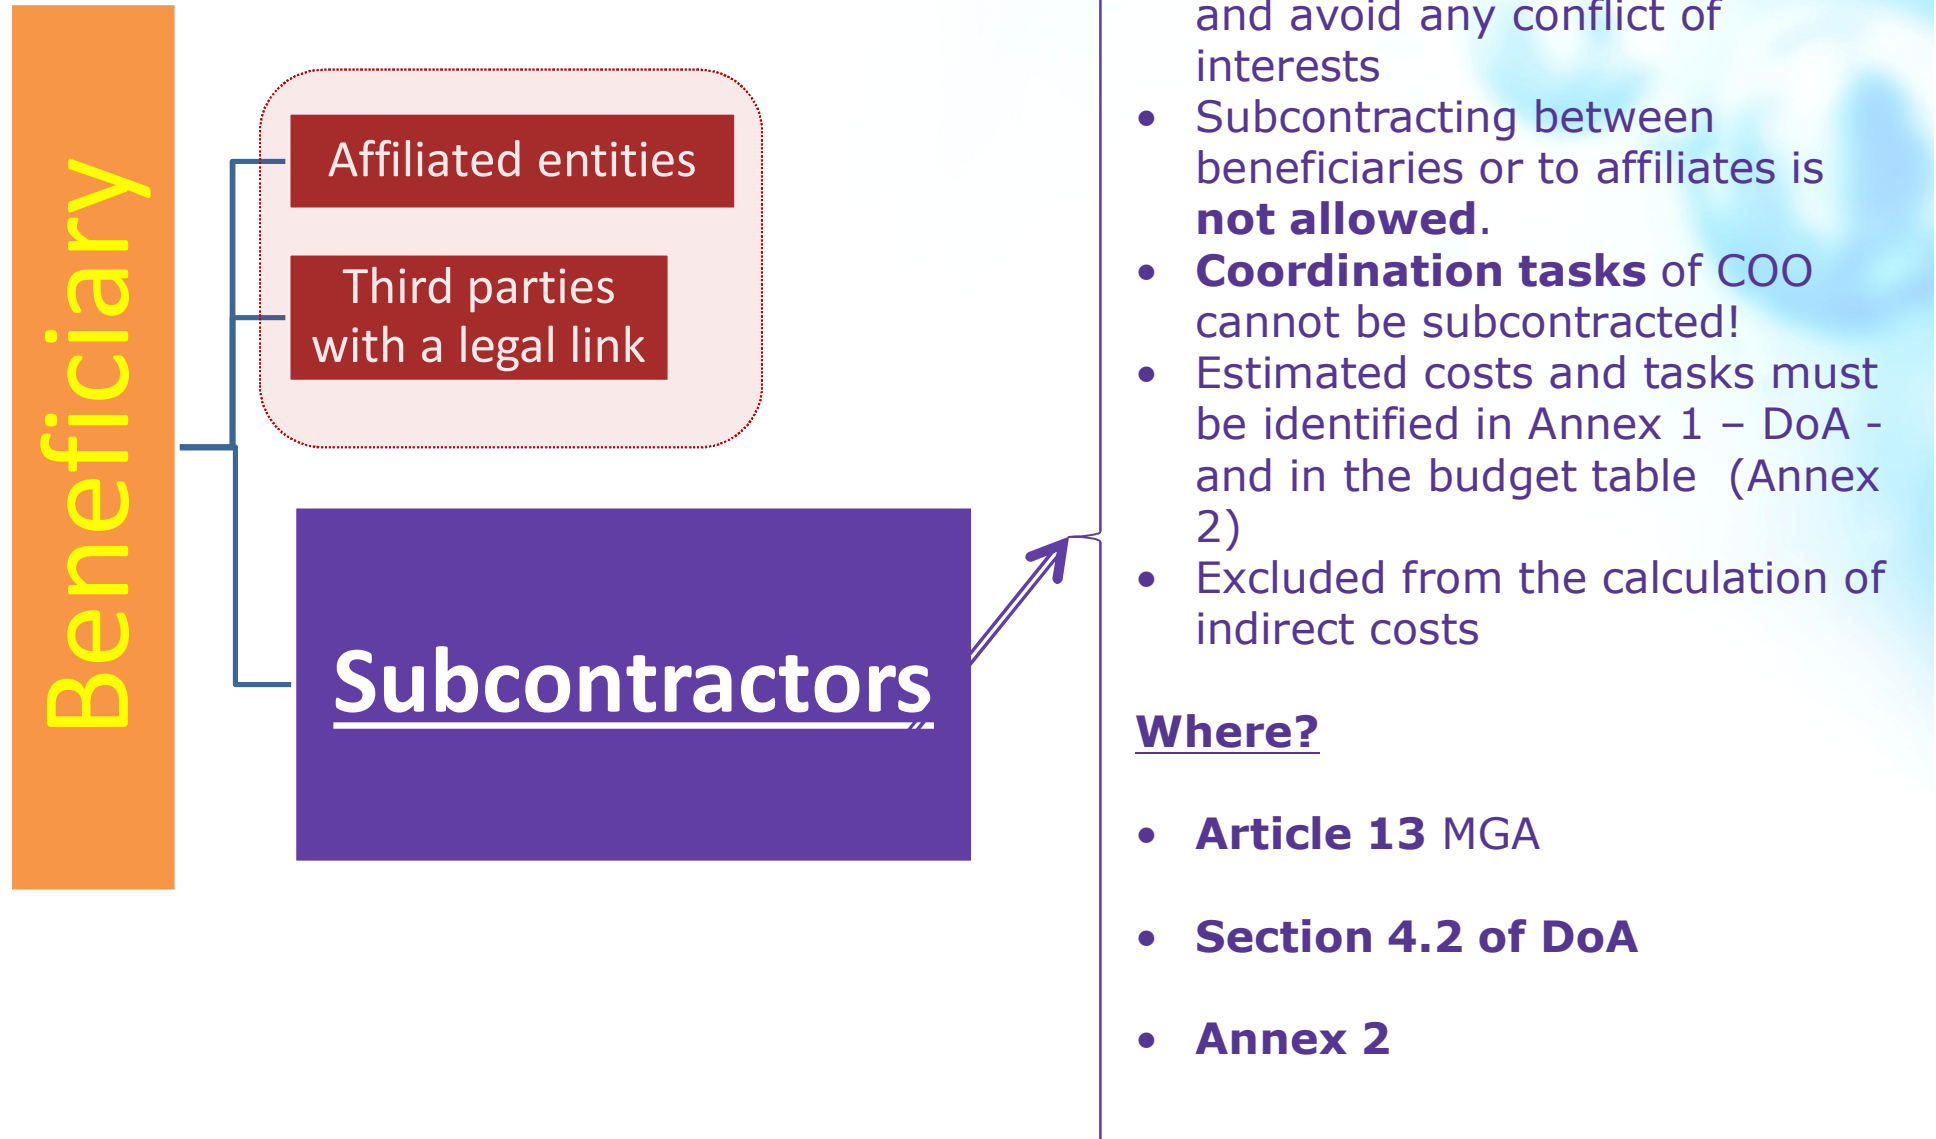 Beneficiary
Affiliated entities
Third parties
with a legal link
Subcontractors
and avoid any conflict of
interests
• Subcontracting between
beneficiaries or to affiliates is
not allowed.
• Coordination tasks of COO
cannot be subcontracted!
• Estimated costs and tasks must
be identified in Annex 1 – DoA -
and in the budget table (Annex
2)
• Excluded from the calculation of
indirect costs
Where?
• Article 13 MGA
• Section 4.2 of DoA
• Annex 2